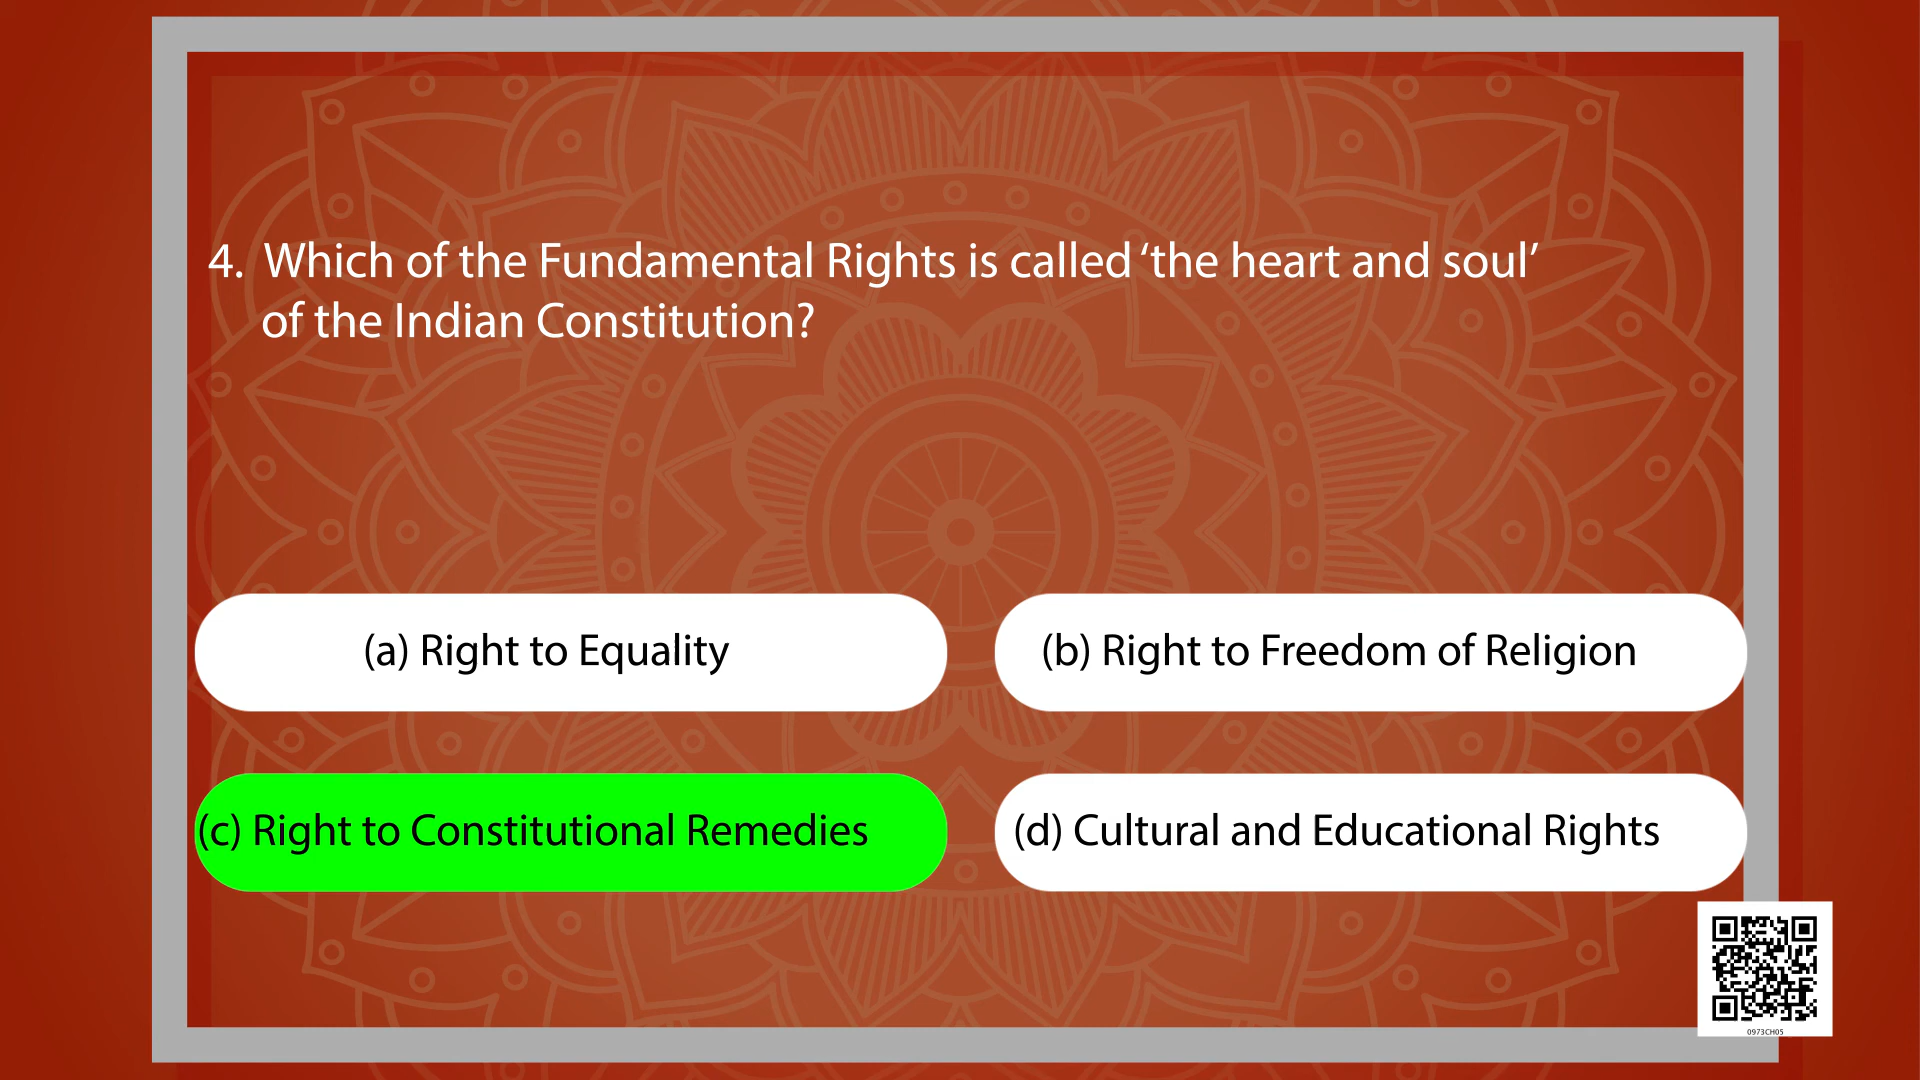 4. Which of the Fundamental Rights is called ‘the heart and soul’
of the Indian Constitution?
(a) Right to Equality
(b) Right to Freedom of Religion
(c) Right to Constitutional Remedies
(d) Cultural and Educational Rights
0973CH05